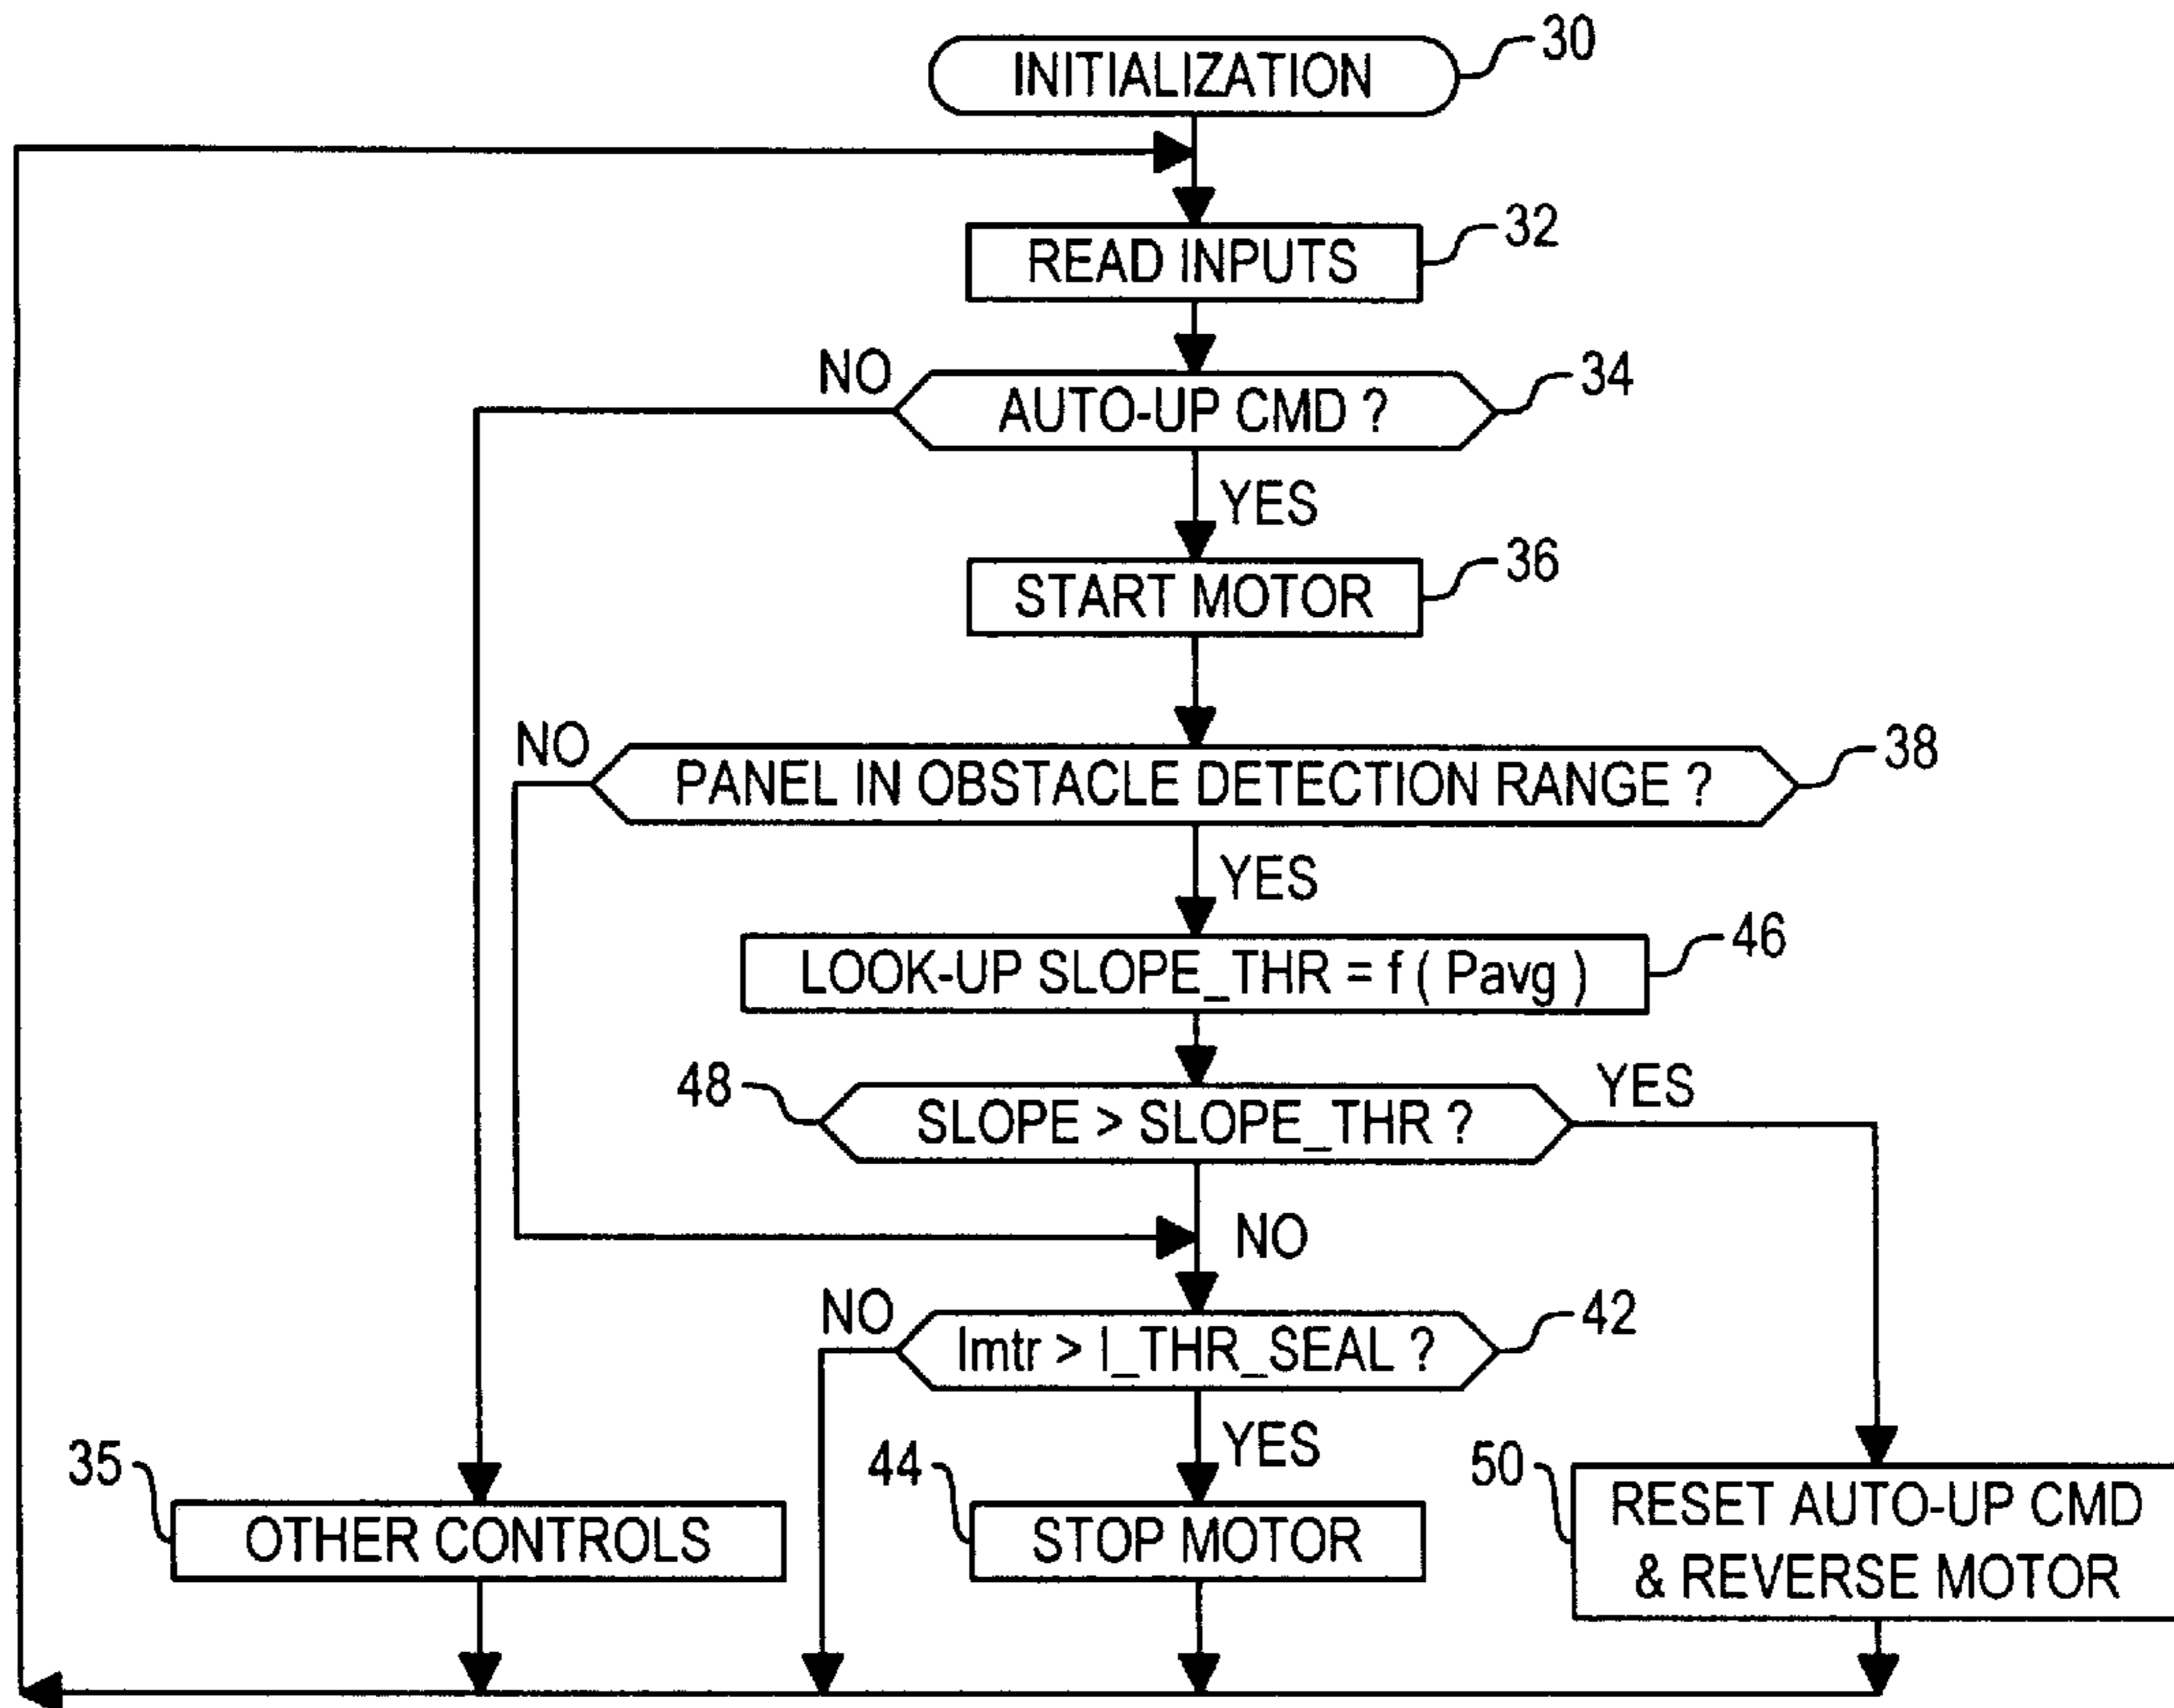 INITIALIZATION
30
READ INPUTS
32
NO
AUTO-UP CMD ?
34
YES
START MOTOR
36
NO
PANEL IN OBSTACLE DETECTION RANGE ?
38
YES
LOOK-UP SLOPE_THR = f ( Pavg )
46
48
SLOPE > SLOPE_THR ?
YES
NO
NO
Imtr > I_THR_SEAL ?
42
YES
35
OTHER CONTROLS
44
STOP MOTOR
50
RESET AUTO-UP CMD
& REVERSE MOTOR